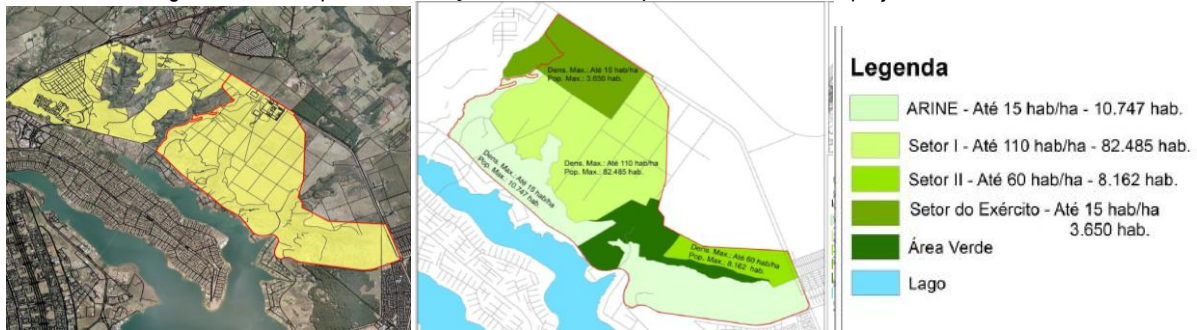 Dens. Max.: Até 15 hab/ha
Pop. Max.: 3.650 hab.
Dens. Max.: Até 110 hab/ha
Pop. Max.: 82.485 hab.
Dens. Max.: Até 15 hab/ha
Pop. Max.: 10.747 hab.
Dens. Max.: Até 60 hab/ha
Pop. Max.: 8.162 hab.
Legenda
ARINE - Até 15 hab/ha - 10.747 hab.
Setor I - Até 110 hab/ha - 82.485 hab.
Setor II - Até 60 hab/ha - 8.162 hab.
Setor do Exército - Até 15 hab/ha
3.650 hab.
Área Verde
Lago